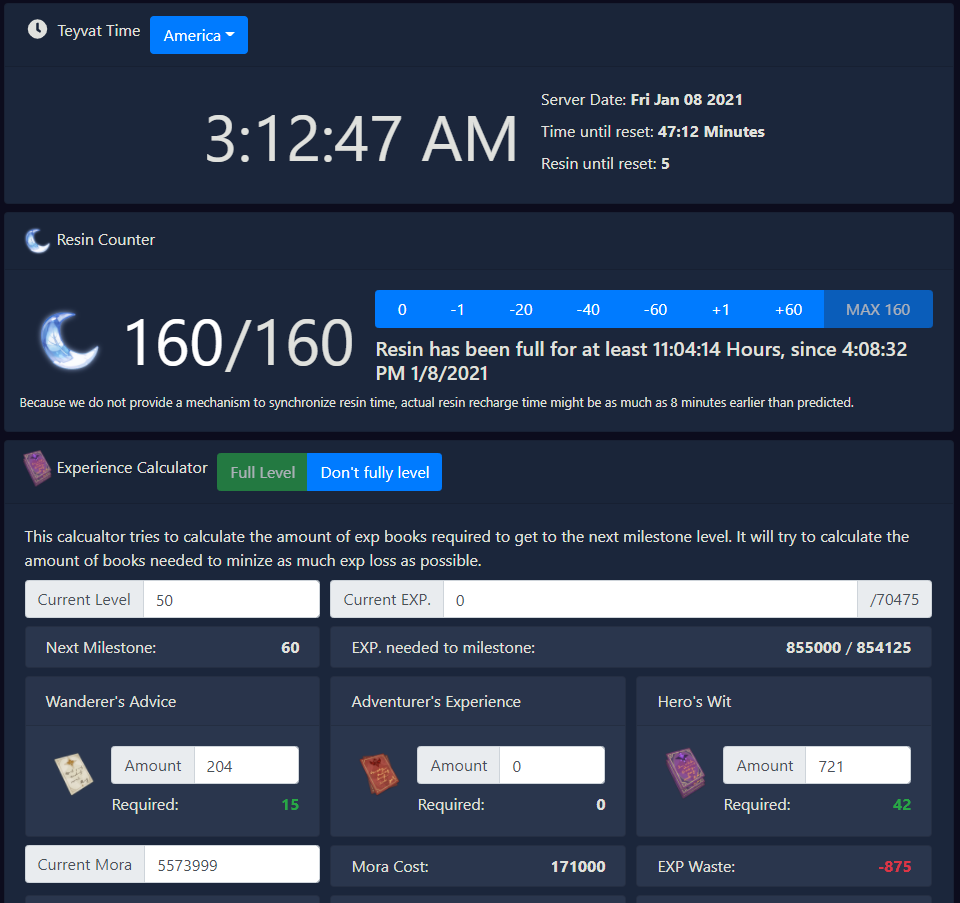 Teyvat Time America
3:12:47 AM
Server Date: Fri Jan 08 2021
Time until reset: 47:12 Minutes
Resin until reset: 5
Resin Counter
160/160
0 -1 -20 -40 -60 +1 +60 MAX 160
Resin has been full for at least 11:04:14 Hours, since 4:08:32
PM 1/8/2021
Because we do not provide a mechanism to synchronize resin time, actual resin recharge time might be as much as 8 minutes earlier than predicted.
Experience Calculator Full Level Don't fully level
This calcualtor tries to calculate the amount of exp books required to get to the next milestone level. It will try to calculate the
amount of books needed to minize as much exp loss as possible.
Current Level 50 Current EXP. 0 /70475
Next Milestone: 60 EXP. needed to milestone: 855000 / 854125
Wanderer's Advice Adventurer's Experience Hero's Wit
Amount 204 Amount 0 Amount 721
Required: 15 Required: 0 Required: 42
Current Mora 5573999 Mora Cost: 171000 EXP Waste: -875